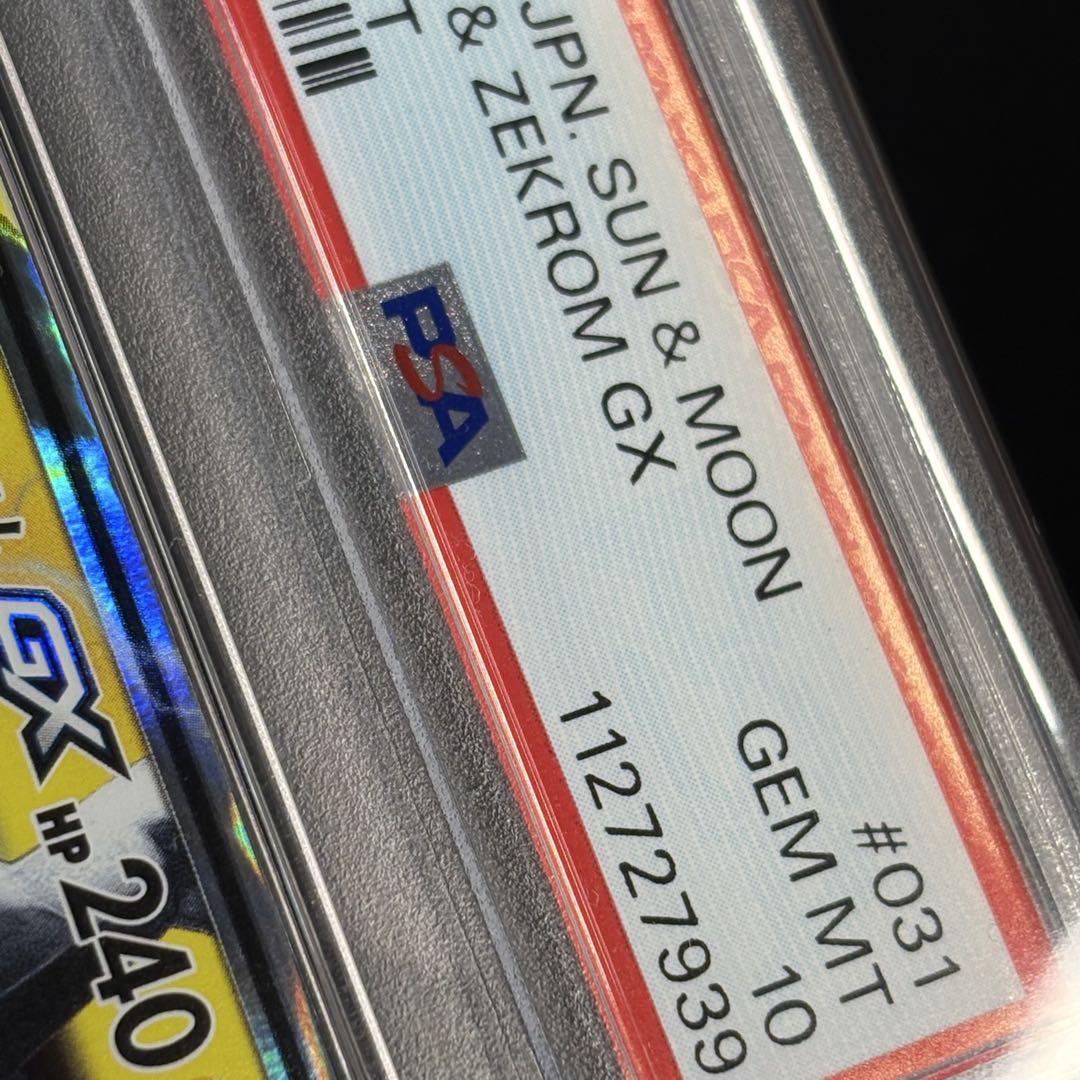 JPN. SUN & MOON #031
& ZEKROM GX GEM MT
T 10
PSA 112727939
GX HP 240